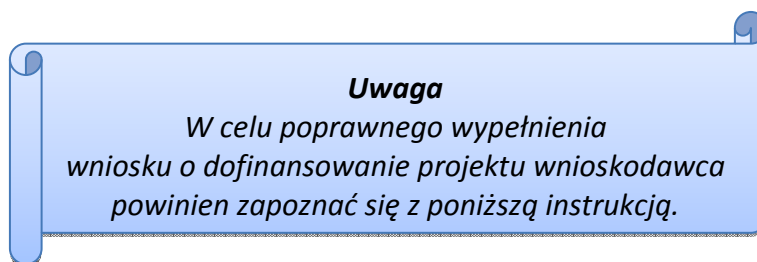 Uwaga
W celu poprawnego wypełnienia
wniosku o dofinansowanie projektu wnioskodawca
powinien zapoznać się z poniższą instrukcją.